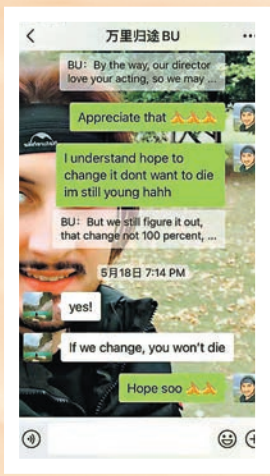 万里归途BU
BU: By the way, our director
love your acting, so we may ...
Appreciate that 🙏🙏🙏
I understand hope to
change it dont want to die
im still young hahh
BU: But we still figure it out,
that change not 100 percent, ...
5月18日 7:14 PM
yes!
If we change, you won't die
Hope soo 🙏🙏